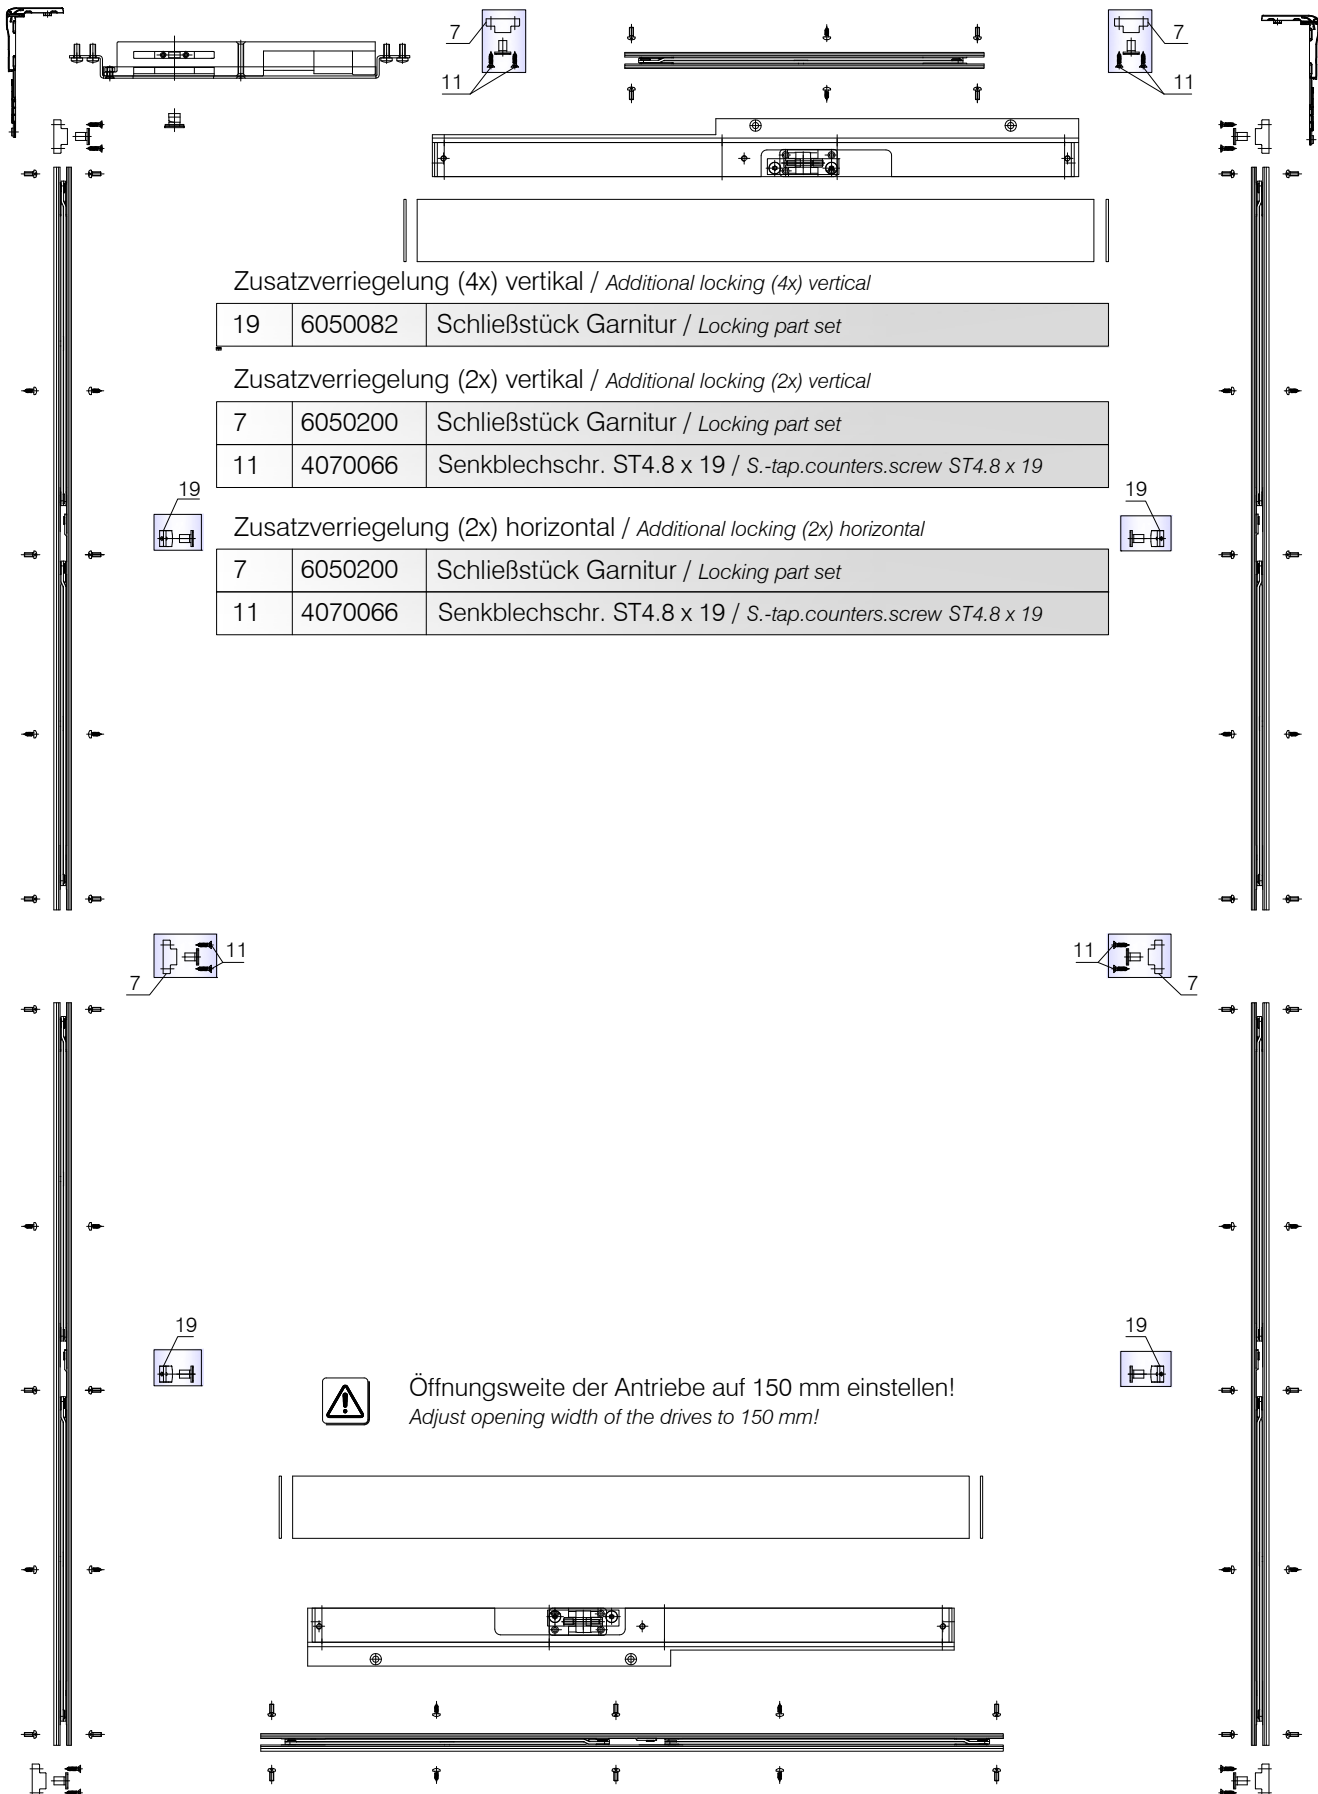 7
7
11
11
Zusatzverriegelung (4x) vertikal / Additional locking (4x) vertical
19 6050082 Schließstück Garnitur / Locking part set
Zusatzverriegelung (2x) vertikal / Additional locking (2x) vertical
7 6050200 Schließstück Garnitur / Locking part set
11 4070066 Senkblechschr. ST4.8 x 19 / S.-tap.counters.screw ST4.8 x 19
19
19
Zusatzverriegelung (2x) horizontal / Additional locking (2x) horizontal
7 6050200 Schließstück Garnitur / Locking part set
11 4070066 Senkblechschr. ST4.8 x 19 / S.-tap.counters.screw ST4.8 x 19
11
11
7
7
19
19
Öffnungsweite der Antriebe auf 150 mm einstellen!
Adjust opening width of the drives to 150 mm!